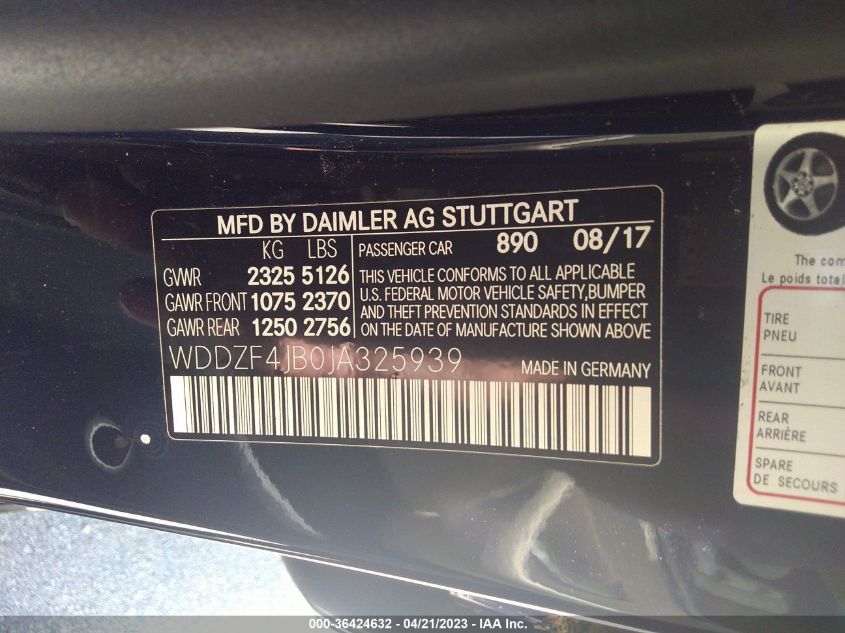 MFD BY DAIMLER AG STUTTGART
KG LBS
GVWR 2325 5126
GAWR FRONT 1075 2370
GAWR REAR 1250 2756
PASSENGER CAR 890 08/17
THIS VEHICLE CONFORMS TO ALL APPLICABLE
U.S. FEDERAL MOTOR VEHICLE SAFETY,BUMPER
AND THEFT PREVENTION STANDARDS IN EFFECT
ON THE DATE OF MANUFACTURE SHOWN ABOVE
WDDZF4JB0JA325939
MADE IN GERMANY
The com
Le poids total
TIRE
PNEU
FRONT
AVANT
REAR
ARRIÈRE
SPARE
DE SECOURS
000-36424632 - 04/21/2023 - IAA Inc.